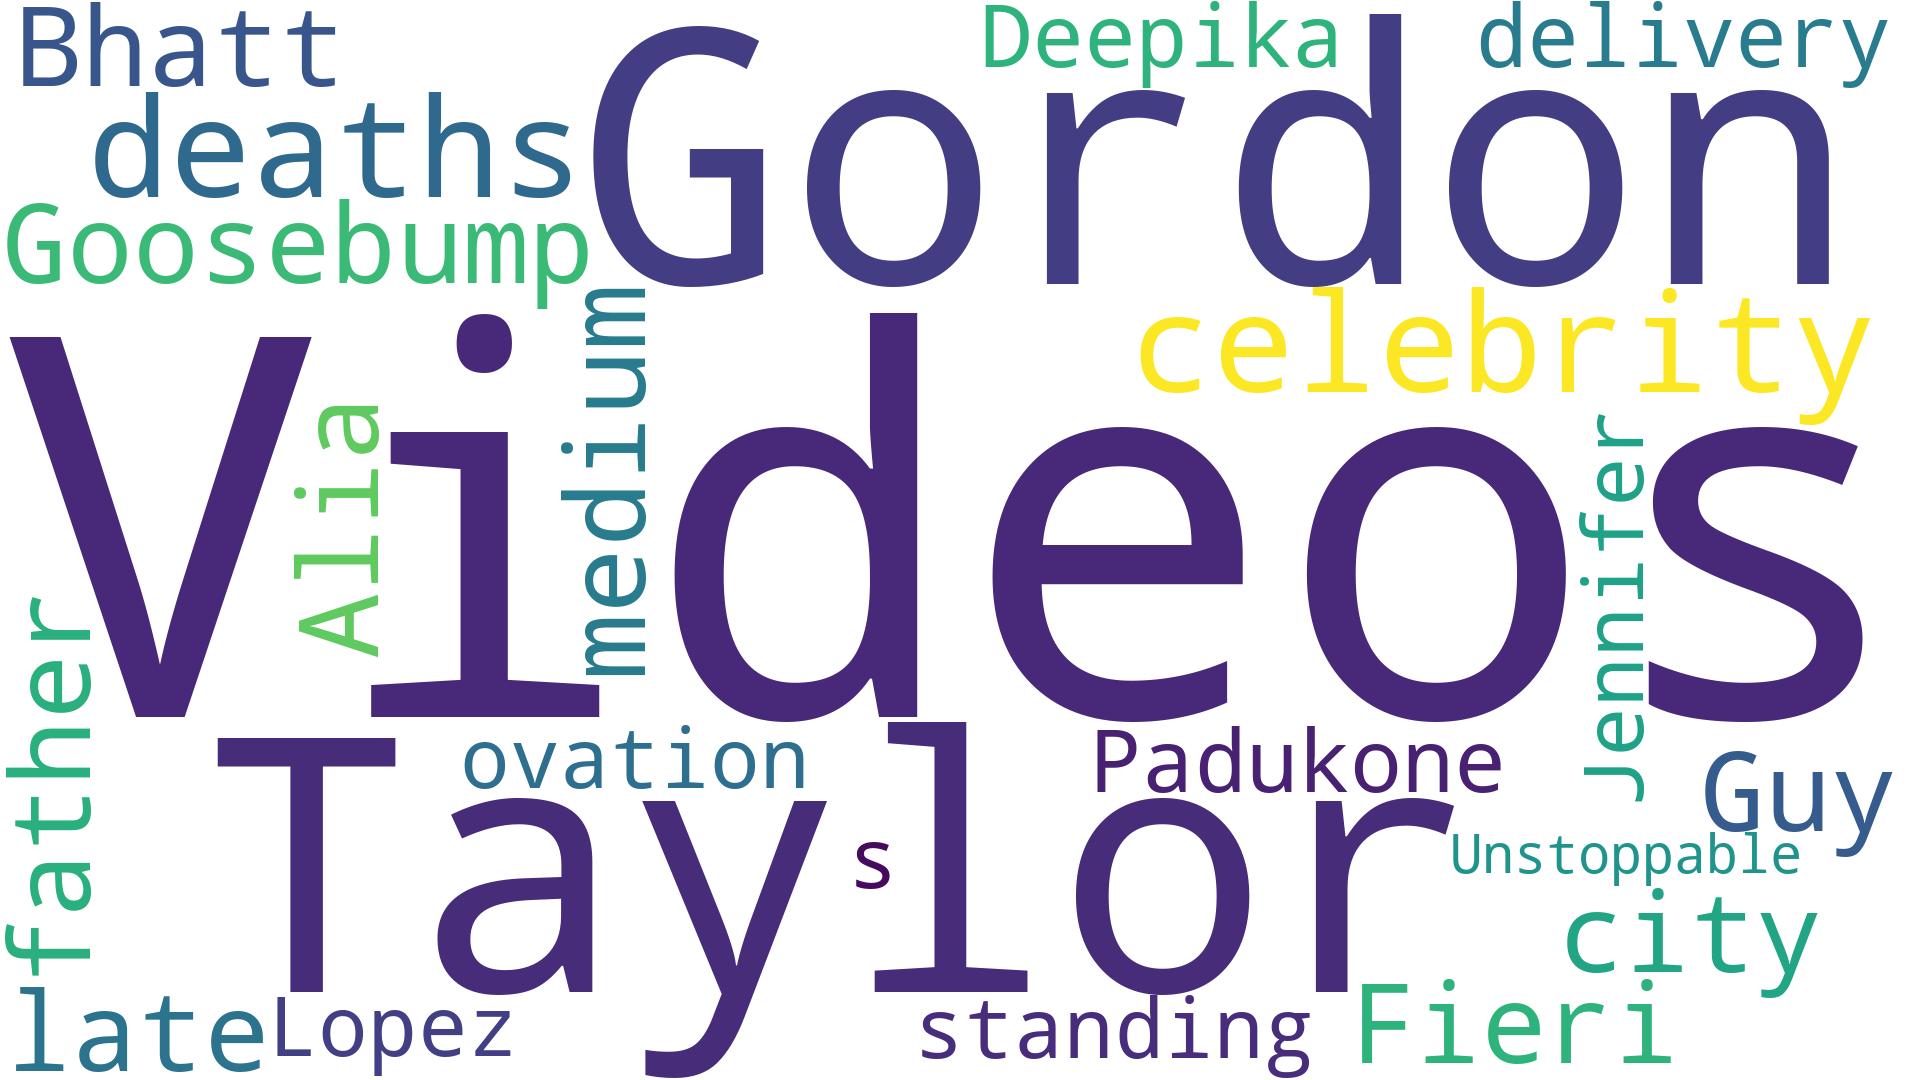 Bhatt
Deepika
delivery
Gordon
deaths
Goosebump
celebrity
medium
Videos
Alia
Jennifer
father
ovation
Padukone
Guy
Taylor
s
Unstoppable
city
late
Lopez
standing
Fieri